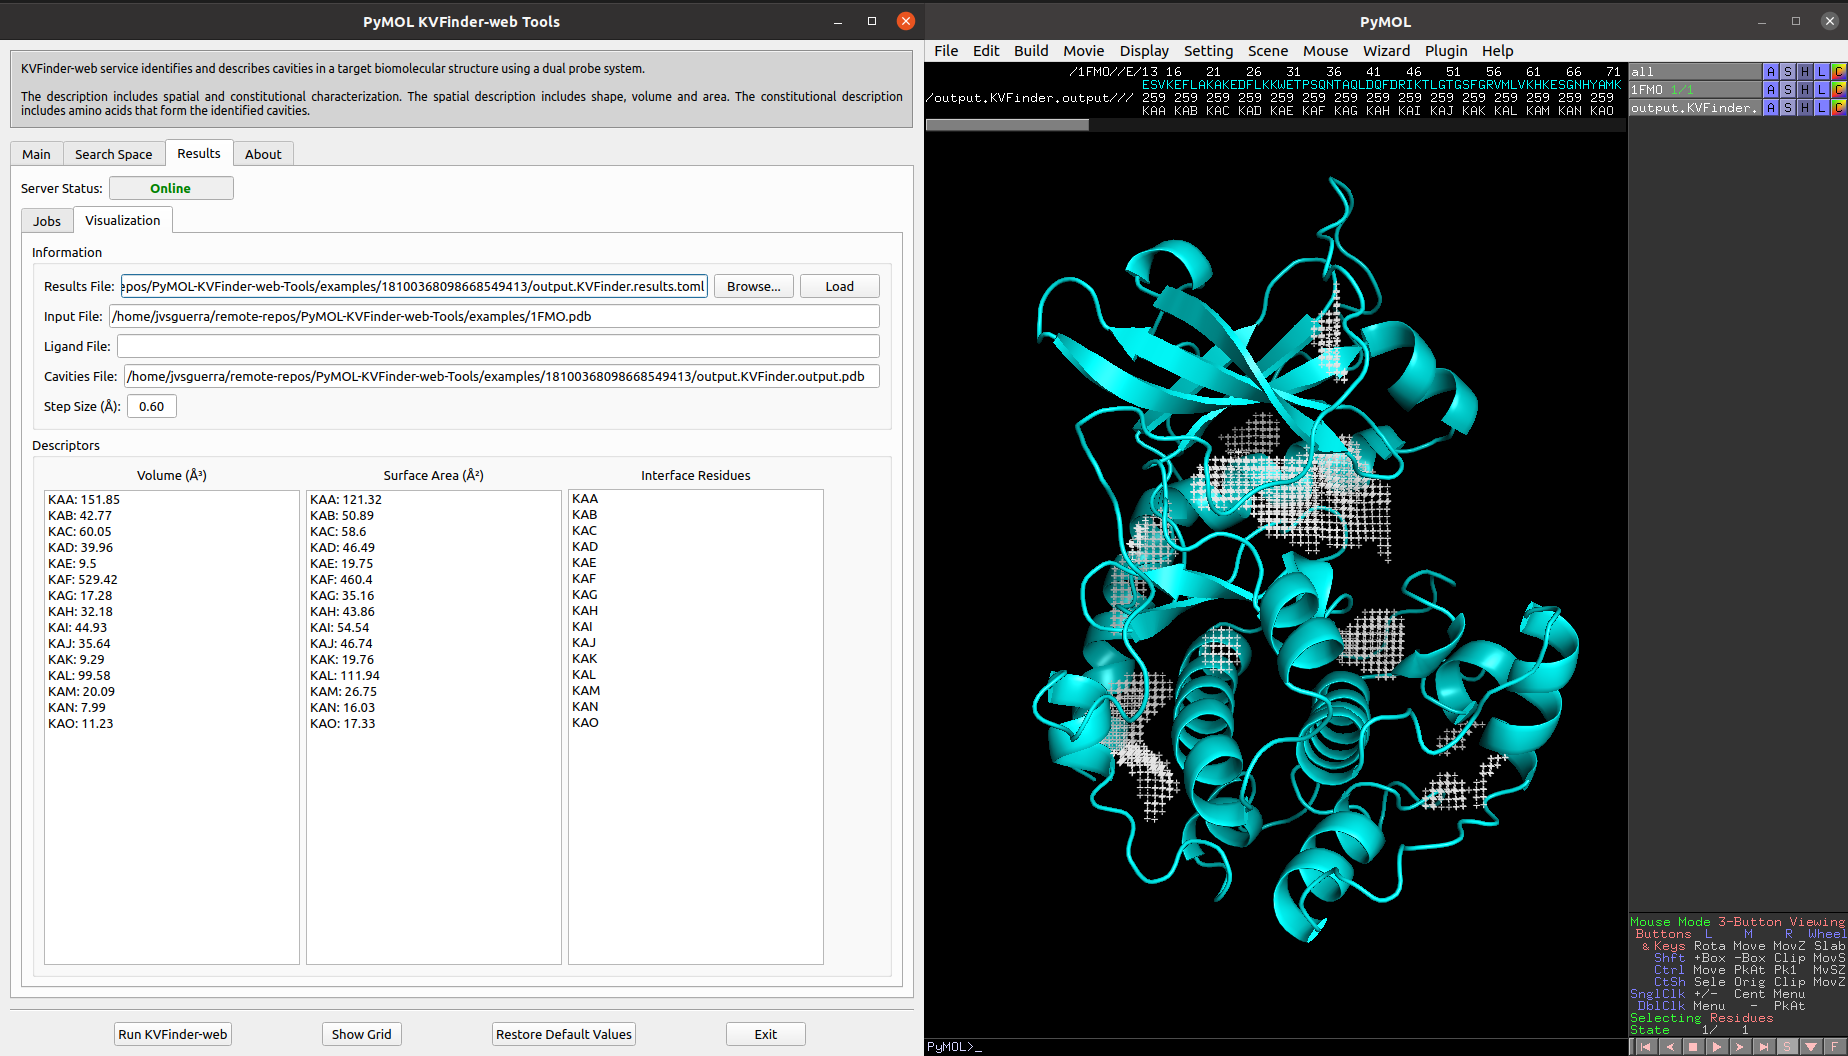 PyMOL KVFinder-web Tools
KVFinder-web service identifies and describes cavities in a target biomolecular structure using a dual probe system.
The description includes spatial and constitutional characterization. The spatial description includes shape, volume and area. The constitutional description
includes amino acids that form the identified cavities.
Main Search Space Results About
Server Status: Online
Jobs Visualization
Information
Results File: epos/PyMOL-KVFinder-web-Tools/examples/18100368098668549413/output.KVFinder.results.toml Browse... Load
Input File: /home/jvsguerra/remote-repos/PyMOL-KVFinder-web-Tools/examples/1FMO.pdb
Ligand File:
Cavities File: /home/jvsguerra/remote-repos/PyMOL-KVFinder-web-Tools/examples/18100368098668549413/output.KVFinder.output.pdb
Step Size (Å): 0.60
Descriptors
Volume (Å³) Surface Area (Å²) Interface Residues
KAA: 151.85 KAA: 121.32 KAA
KAB: 42.77 KAB: 50.89 KAB
KAC: 60.05 KAC: 58.6 KAC
KAD: 39.96 KAD: 46.49 KAD
KAE: 9.5 KAE: 19.75 KAE
KAF: 529.42 KAF: 460.4 KAF
KAG: 17.28 KAG: 35.16 KAG
KAH: 32.18 KAH: 43.86 KAH
KAI: 44.93 KAI: 54.54 KAI
KAJ: 35.64 KAJ: 46.74 KAJ
KAK: 9.29 KAK: 19.76 KAK
KAL: 99.58 KAL: 111.94 KAL
KAM: 20.09 KAM: 26.75 KAM
KAN: 7.99 KAN: 16.03 KAN
KAO: 11.23 KAO: 17.33 KAO
Run KVFinder-web Show Grid Restore Default Values Exit
PyMOL
File Edit Build Movie Display Setting Scene Mouse Wizard Plugin Help
/1FMO//E/13 16 21 26 31 36 41 46 51 56 61 66 71
ESVKEFLAKAKEDFLKKWETPSQNTAQLDQFDRIKTLGTGSFGRVMLVKHKESGNHYAMK
/output.KVFinder.output/// 259 259 259 259 259 259 259 259 259 259 259 259 259 259 259
KAA KAB KAC KAD KAE KAF KAG KAH KAI KAJ KAK KAL KAM KAN KAO
all A S H L C
1FMO 1/1 A S H L C
output.KVFinder. A S H L C
Mouse Mode 3-Button Viewing
Buttons L M R Wheel
& Keys Rota Move MovZ Slab
Shft +Box -Box Clip MovS
Ctrl Move PkAt Pk1 MvSZ
CtSh Sele Orig Clip MovZ
SnglClk +/- Cent Menu
DblClk Menu - PkAt
Selecting Residues
State 1/ 1
S F
PyMOL>_